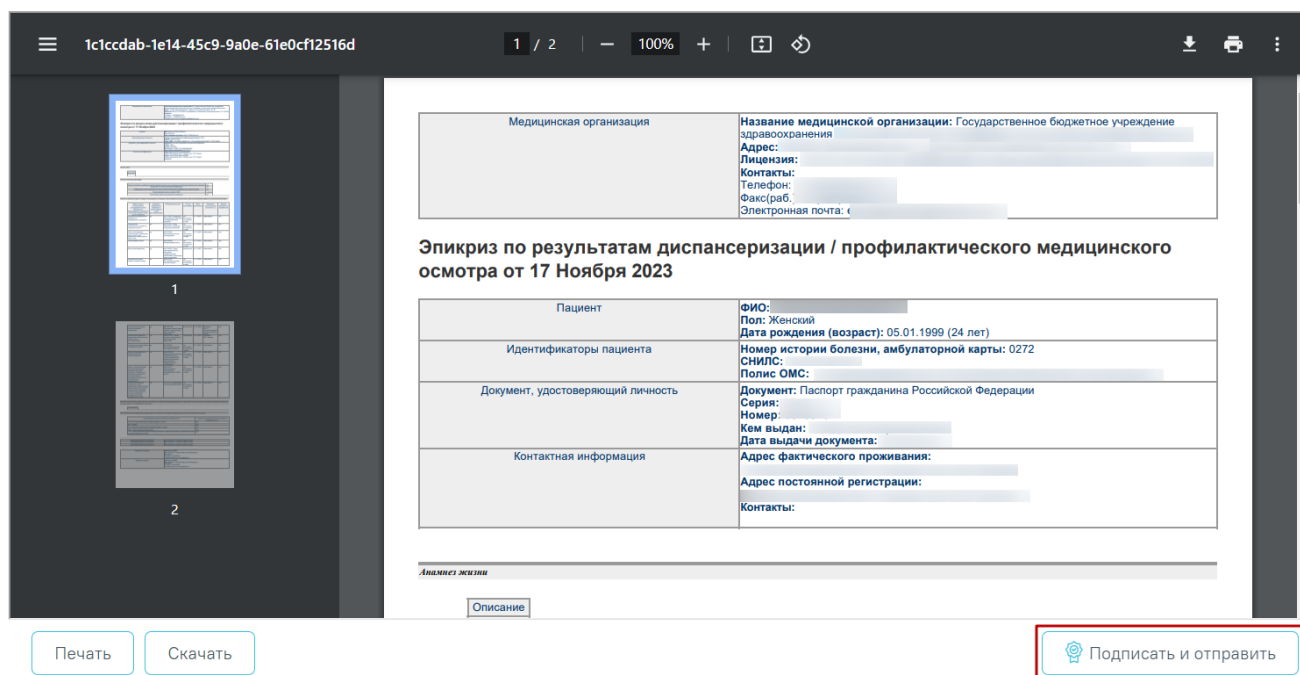 1c1ccdab-1e14-45c9-9a0e-61e0cf12516d
1 / 2
100%
1
2
Медицинская организация
Название медицинской организации: Государственное бюджетное учреждение
здравоохранения
Адрес:
Лицензия:
Контакты:
Телефон:
Факс(раб.
Электронная почта:
Эпикриз по результатам диспансеризации / профилактического медицинского
осмотра от 17 Ноября 2023
Пациент
ФИО:
Пол: Женский
Дата рождения (возраст): 05.01.1999 (24 лет)
Идентификаторы пациента
Номер истории болезни, амбулаторной карты: 0272
СНИЛС:
Полис ОМС:
Документ, удостоверяющий личность
Документ: Паспорт гражданина Российской Федерации
Серия:
Номер:
Кем выдан:
Дата выдачи документа:
Контактная информация
Адрес фактического проживания:
Адрес постоянной регистрации:
Контакты:
Анамнез жизни
Описание
Печать
Скачать
Подписать и отправить